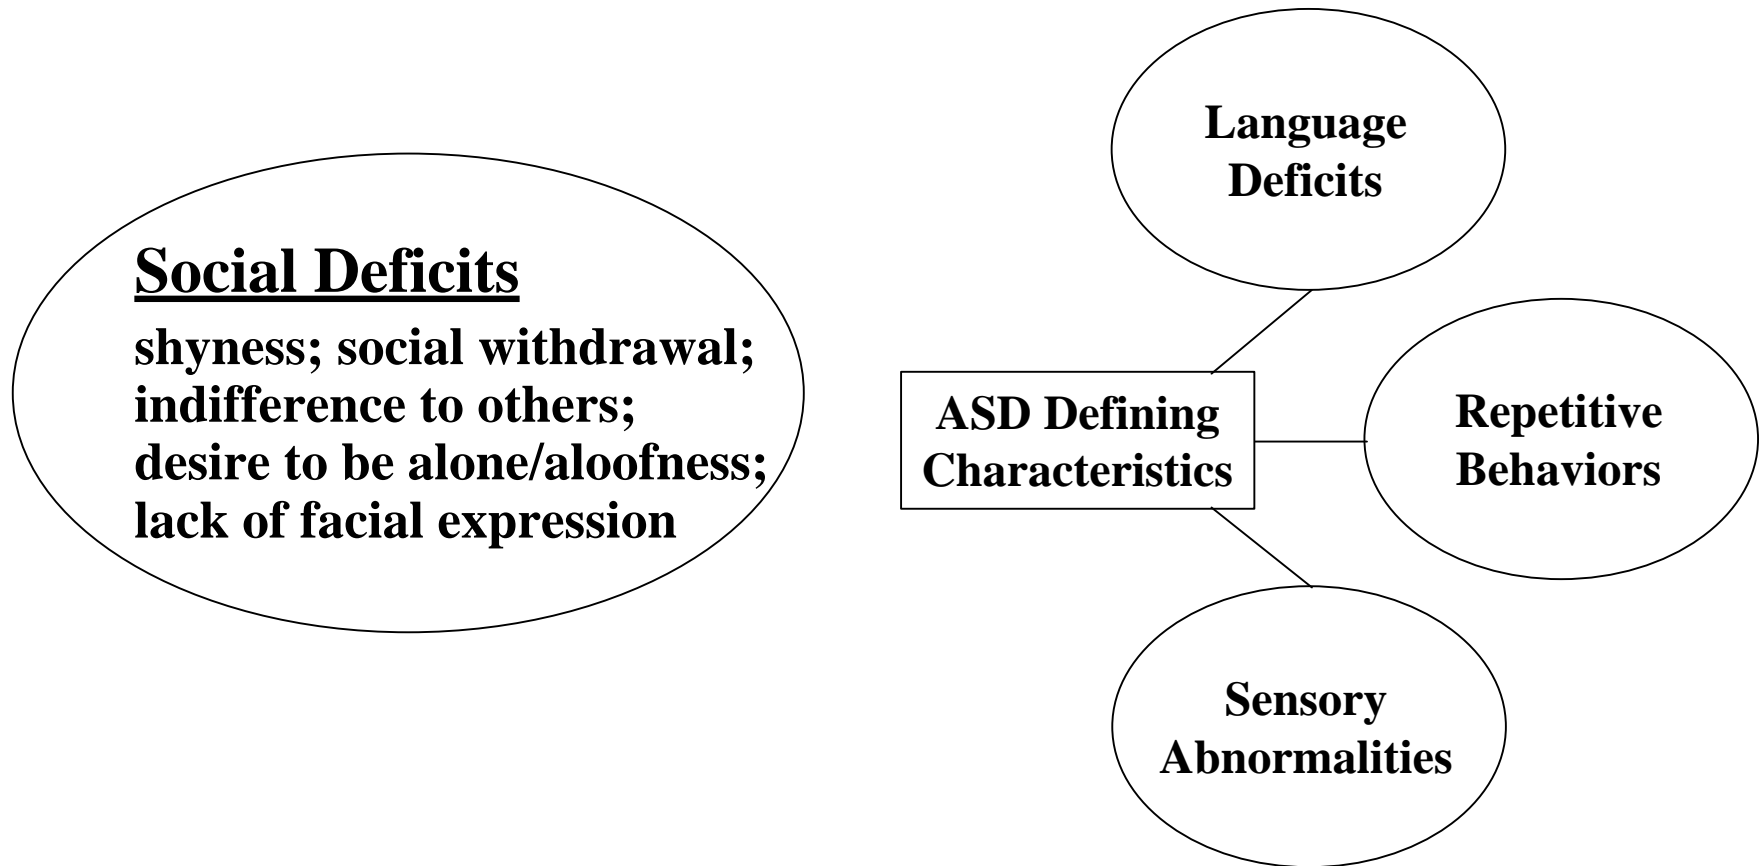 Social Deficits
shyness; social withdrawal;
indifference to others;
desire to be alone/aloofness;
lack of facial expression
Language
Deficits
ASD Defining
Characteristics
Repetitive
Behaviors
Sensory
Abnormalities